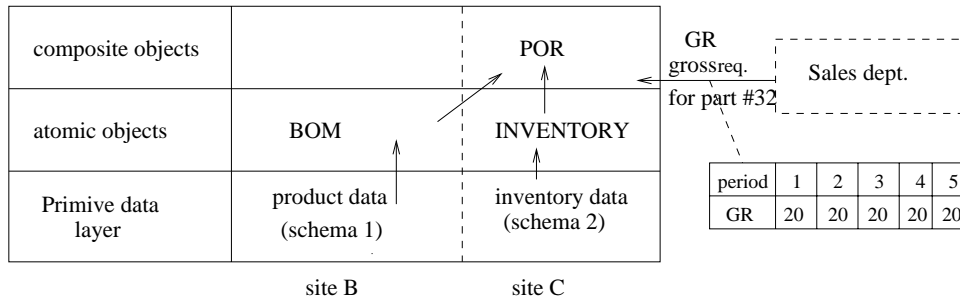 composite objects
POR
GR
grossreq.
for part #32
Sales dept.
atomic objects
BOM
INVENTORY
Primive data
layer
product data
(schema 1)
inventory data
(schema 2)
period 1 2 3 4 5
GR 20 20 20 20 20
site B
site C